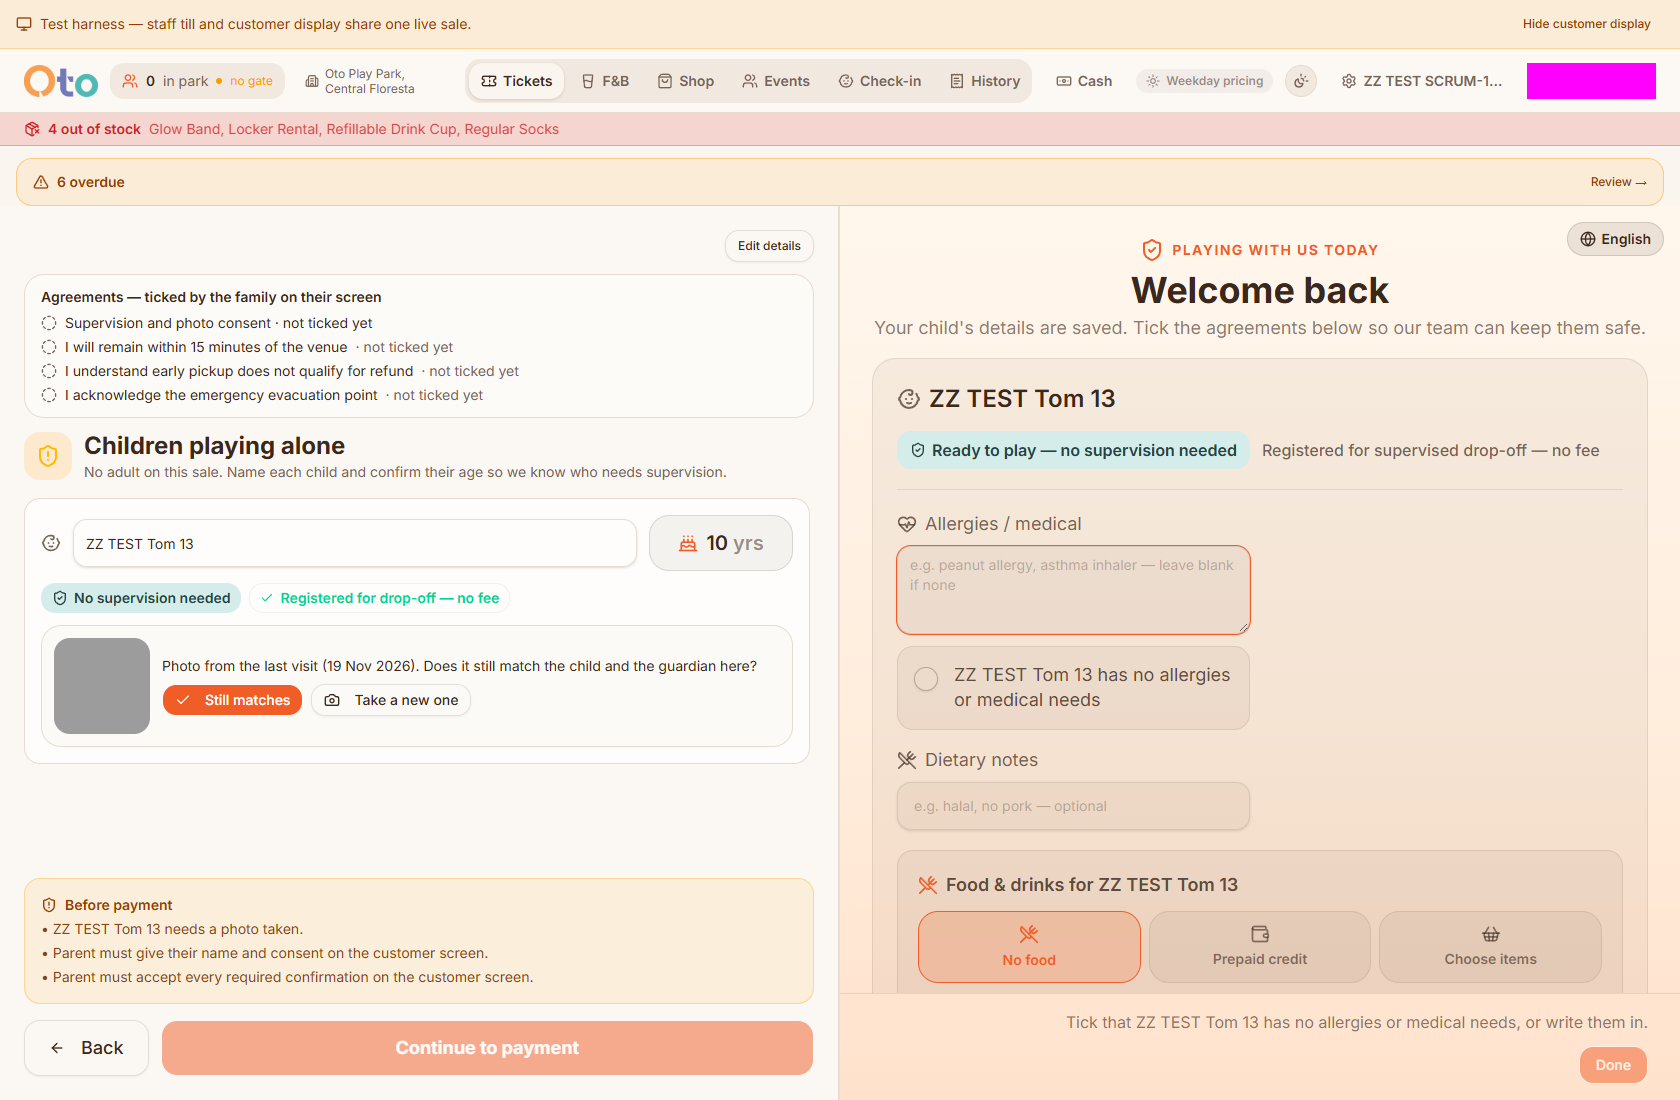 Test harness — staff till and customer display share one live sale.
Hide customer display
Oto
0 in park • no gate
Oto Play Park,
Central Floresta
Tickets
F&B
Shop
Events
Check-in
History
Cash
Weekday pricing
ZZ TEST SCRUM-1...
4 out of stock Glow Band, Locker Rental, Refillable Drink Cup, Regular Socks
6 overdue
Review →
Edit details
Agreements — ticked by the family on their screen
Supervision and photo consent · not ticked yet
I will remain within 15 minutes of the venue · not ticked yet
I understand early pickup does not qualify for refund · not ticked yet
I acknowledge the emergency evacuation point · not ticked yet
Children playing alone
No adult on this sale. Name each child and confirm their age so we know who needs supervision.
ZZ TEST Tom 13
10 yrs
No supervision needed
Registered for drop-off — no fee
Photo from the last visit (19 Nov 2026). Does it still match the child and the guardian here?
Still matches
Take a new one
Before payment
• ZZ TEST Tom 13 needs a photo taken.
• Parent must give their name and consent on the customer screen.
• Parent must accept every required confirmation on the customer screen.
Back
Continue to payment
English
PLAYING WITH US TODAY
Welcome back
Your child's details are saved. Tick the agreements below so our team can keep them safe.
ZZ TEST Tom 13
Ready to play — no supervision needed
Registered for supervised drop-off — no fee
Allergies / medical
e.g. peanut allergy, asthma inhaler — leave blank
if none
ZZ TEST Tom 13 has no allergies
or medical needs
Dietary notes
e.g. halal, no pork — optional
Food & drinks for ZZ TEST Tom 13
No food
Prepaid credit
Choose items
Tick that ZZ TEST Tom 13 has no allergies or medical needs, or write them in.
Done